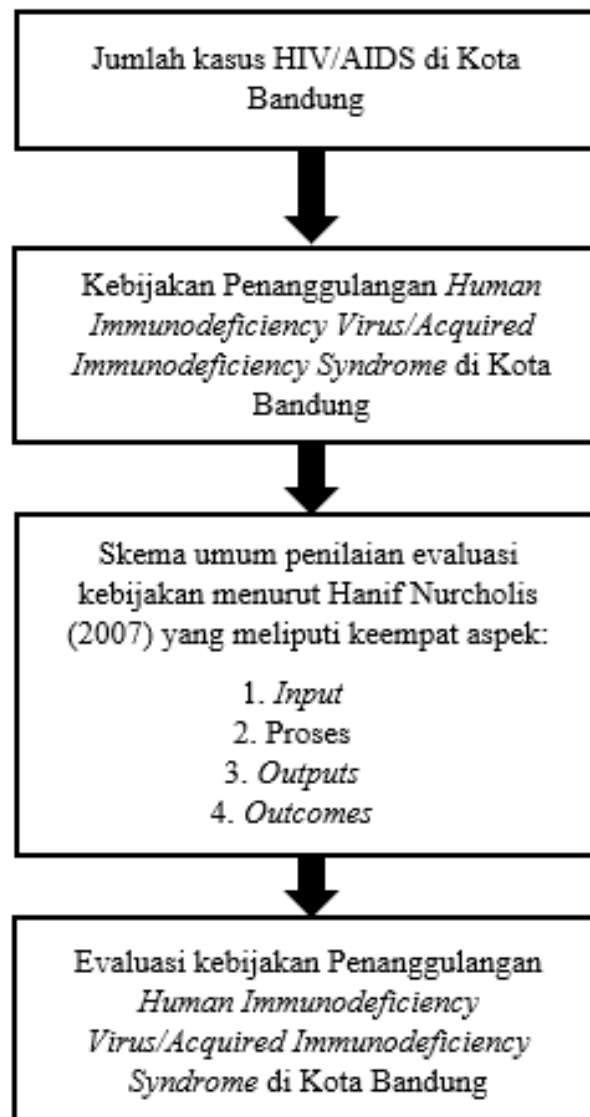 Jumlah kasus HIV/AIDS di Kota
Bandung
Kebijakan Penanggulangan Human
Immunodeficiency Virus/Acquired
Immunodeficiency Syndrome di Kota
Bandung
Skema umum penilaian evaluasi
kebijakan menurut Hanif Nurcholis
(2007) yang meliputi keempat aspek:
1. Input
2. Proses
3. Outputs
4. Outcomes
Evaluasi kebijakan Penanggulangan
Human Immunodeficiency
Virus/Acquired Immunodeficiency
Syndrome di Kota Bandung